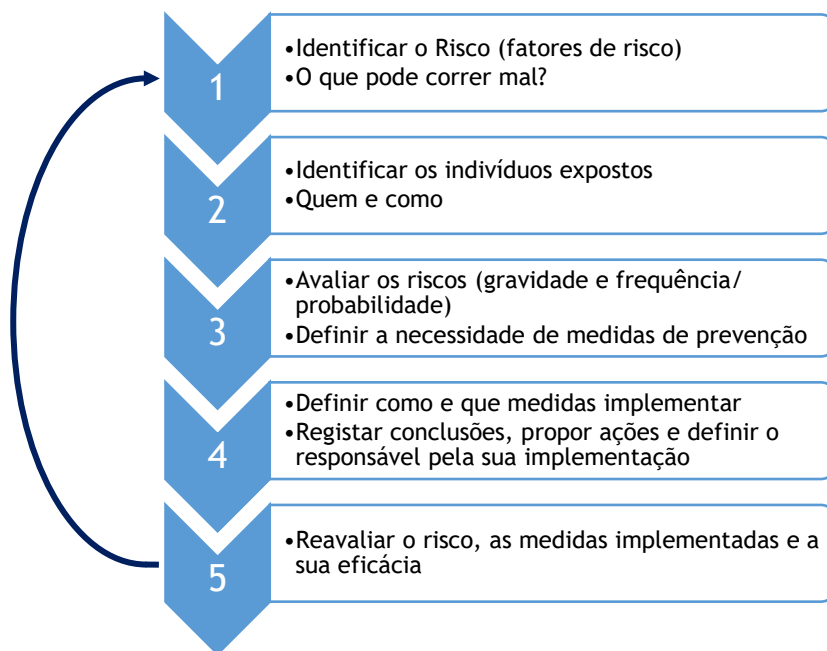 1
•Identificar o Risco (fatores de risco)
•O que pode correr mal?
2
•Identificar os indivíduos expostos
•Quem e como
3
•Avaliar os riscos (gravidade e frequência/
probabilidade)
•Definir a necessidade de medidas de prevenção
4
•Definir como e que medidas implementar
•Registar conclusões, propor ações e definir o
responsável pela sua implementação
5
•Reavaliar o risco, as medidas implementadas e a
sua eficácia